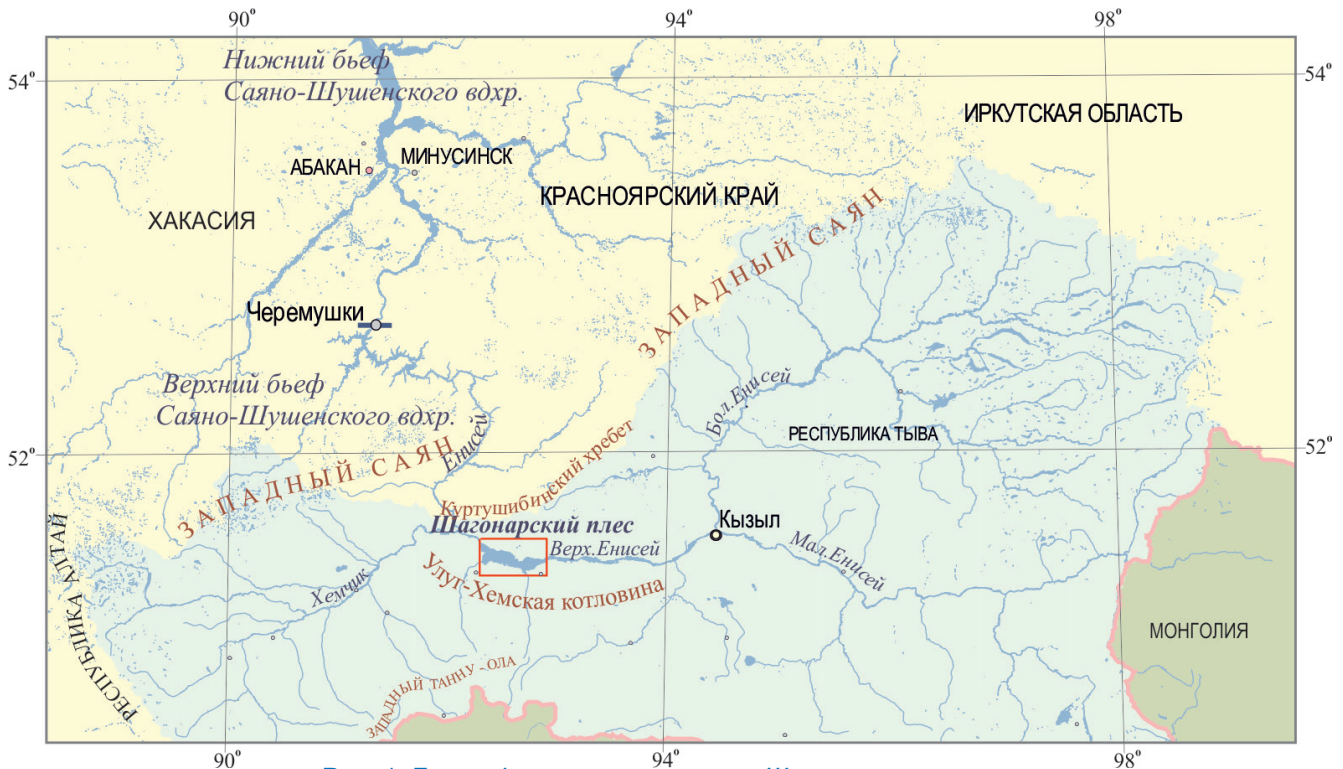 90°
94°
98°
54°
54°
Нижний бьеф
Саяно-Шушенского вдхр.
ИРКУТСКАЯ ОБЛАСТЬ
АБАКАН
МИНУСИНСК
КРАСНОЯРСКИЙ КРАЙ
ХАКАСИЯ
ЗАПАДНЫЙ САЯН
Черемушки
Верхний бьеф
Саяно-Шушенского вдхр.
Бол.Енисей
РЕСПУБЛИКА ТЫВА
52°
52°
ЗАПАДНЫЙ САЯН
Енисей
Куртушибинский хребет
Шагонарский плес
Кызыл
Верх.Енисей
Мал.Енисей
Улуг-Хемская котловина
Хемчик
РЕСПУБЛИКА АЛТАЙ
МОНГОЛИЯ
ЗАПАДНЫЙ ТАННУ - ОЛА
90°
94°
98°